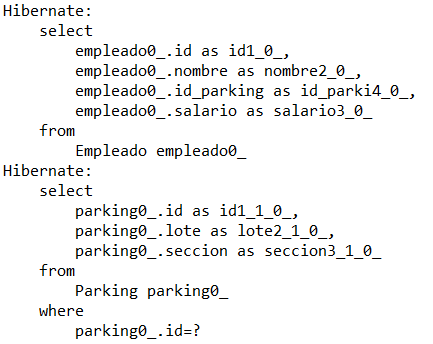 Hibernate:
    select
        empleado0_.id as id1_0_,
        empleado0_.nombre as nombre2_0_,
        empleado0_.id_parking as id_parki4_0_,
        empleado0_.salario as salario3_0_
    from
        Empleado empleado0_
Hibernate:
    select
        parking0_.id as id1_1_0_,
        parking0_.lote as lote2_1_0_,
        parking0_.seccion as seccion3_1_0_
    from
        Parking parking0_
    where
        parking0_.id=?